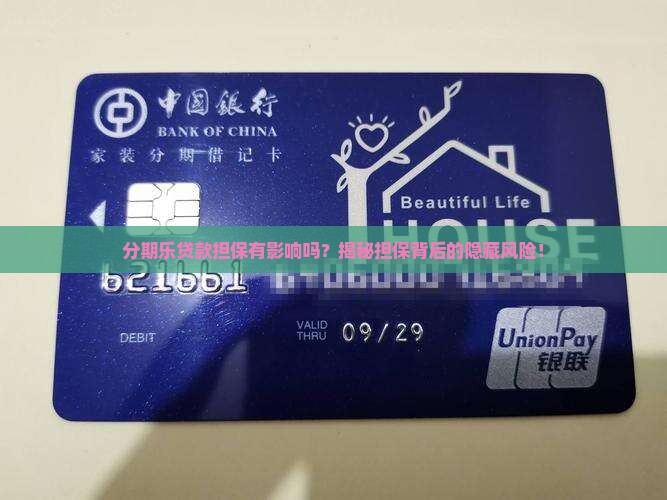 中国银行
BANK OF CHINA
家装分期借记卡
Beautiful Life
HOUSE
分期乐贷款担保有影响吗？揭秘担保背后的隐藏风险！
621661
DEBIT
VALID
THRU
09/29
UnionPay
银联